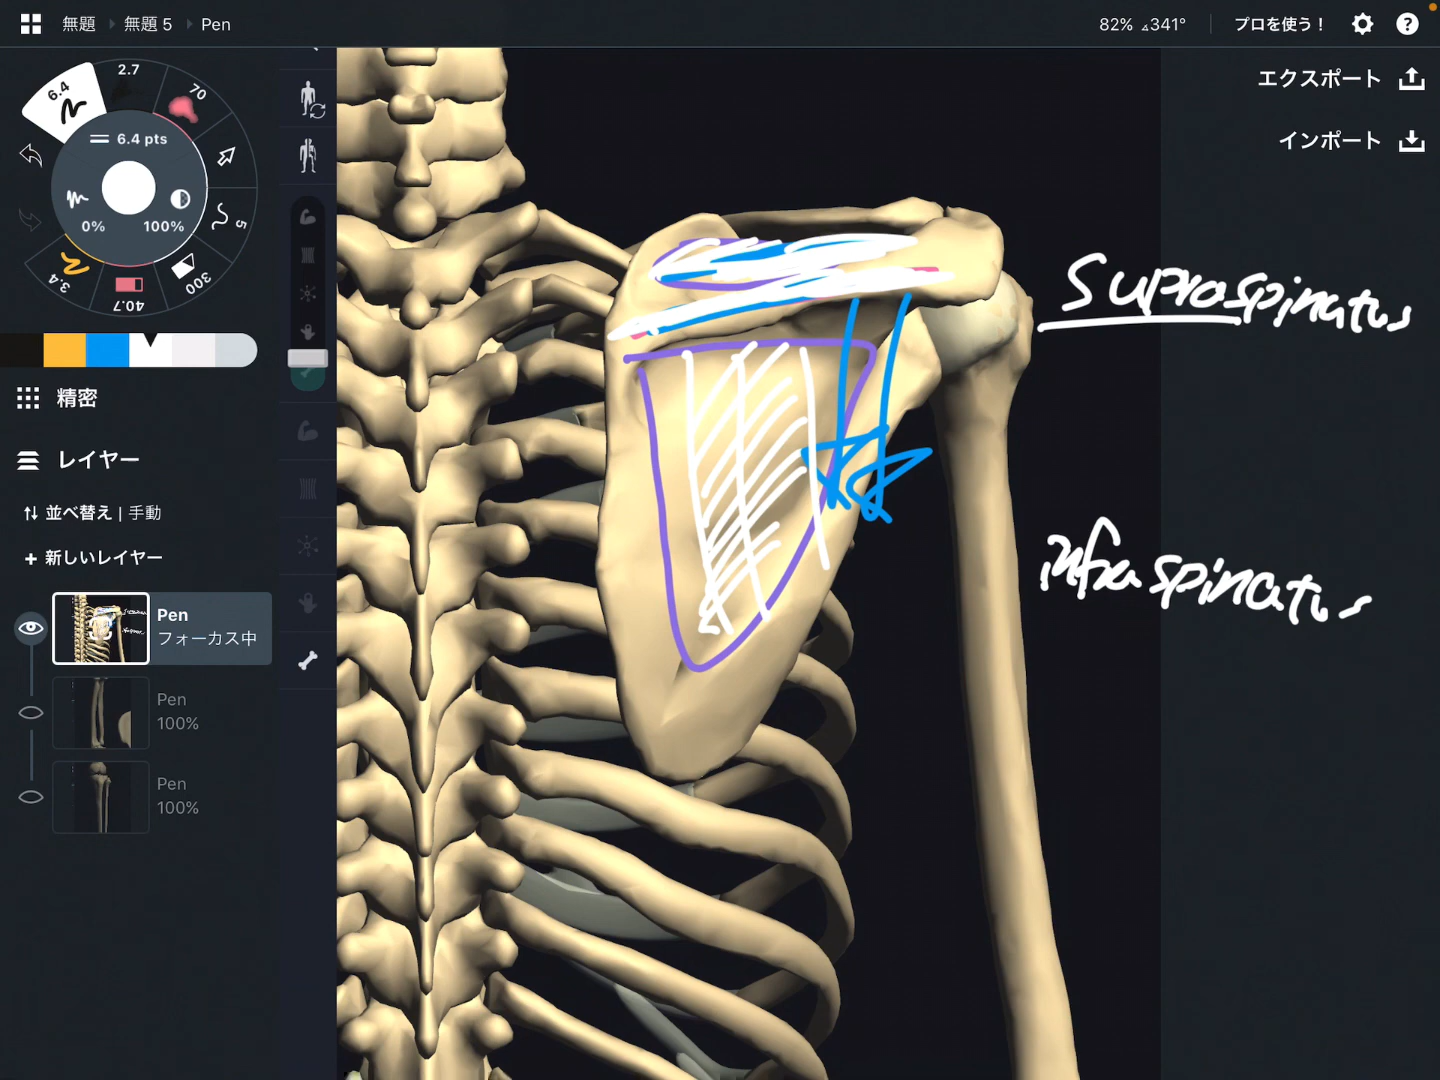 無題 無題 5 Pen
82% ⊿341°
プロを使う!
エクスポート
インポート
2.7
6.4
70
6.4 pts
5
0% 100%
3.4
40.7
300
精密
レイヤー
並べ替え | 手動
+ 新しいレイヤー
Pen
フォーカス中
Pen
100%
Pen
100%
Supraspinatus
infraspinatus